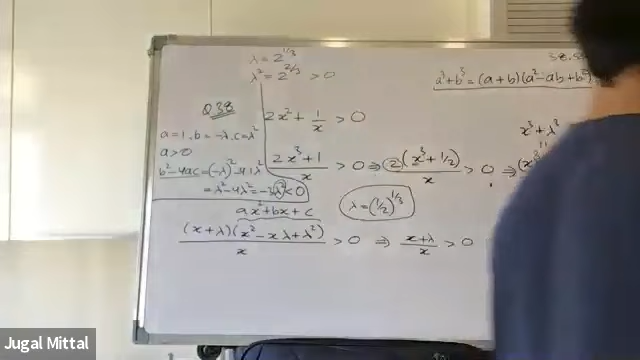 λ = 2^{1/3}
λ² = 2^{2/3} > 0
a³+b³ = (a+b)(a²-ab+b²)
Q38
2x² + 1/x > 0
a=1, b=-λ, c=λ²
a>0
b²-4ac = (-λ)²-4·1·λ²
= λ²-4λ² = -3λ² < 0
x³+λ³
(2x³+1)/x > 0 ⇒ 2(x³+1/2)/x > 0 ⇒
λ = (1/2)^{1/3}
ax²+bx+c
(x+λ)(x²-xλ+λ²)/x > 0 ⇒ (x+λ)/x > 0
Jugal Mittal